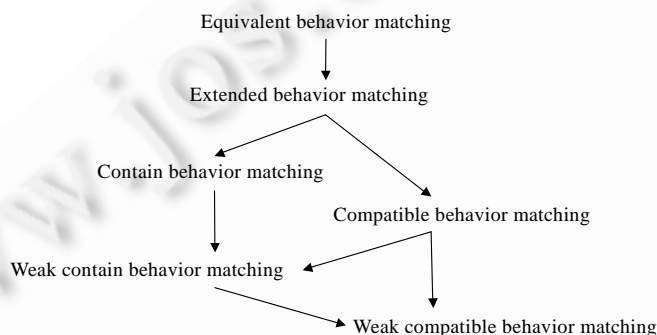 Equivalent behavior matching
Extended behavior matching
Contain behavior matching
Compatible behavior matching
Weak contain behavior matching
Weak compatible behavior matching
w.jos.